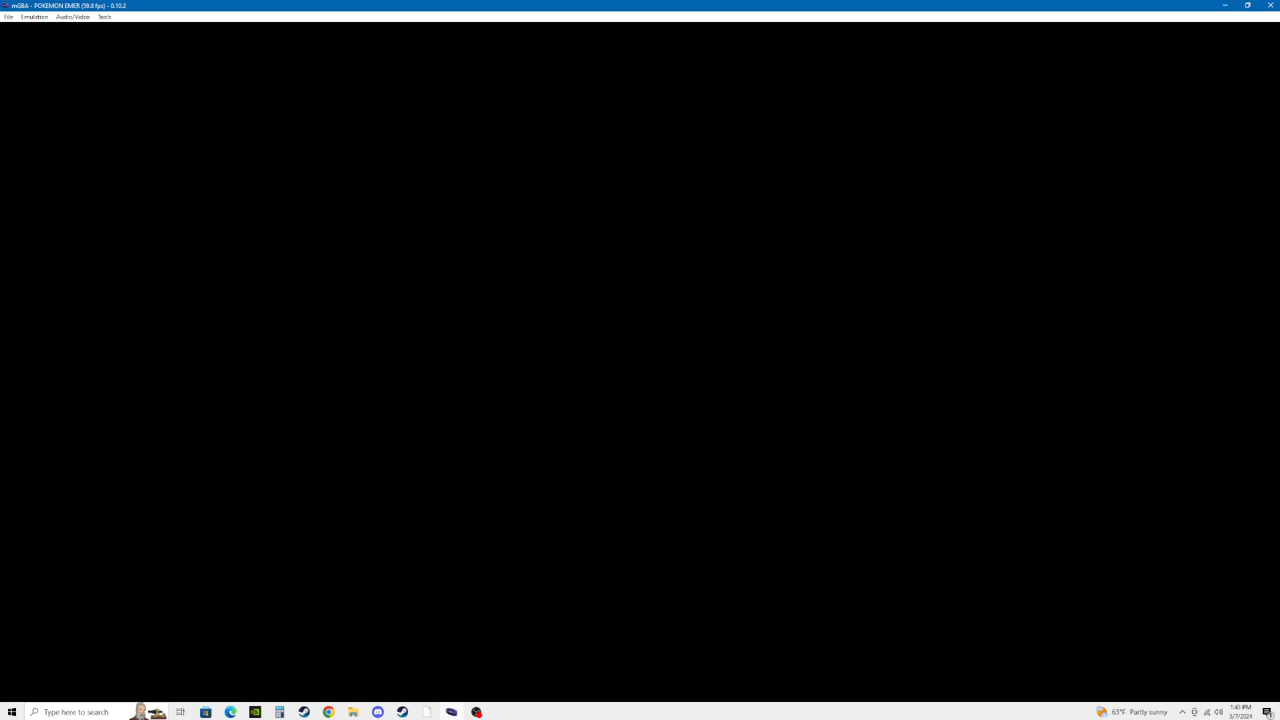 mGBA - POKEMON EMER (59.8 fps) - 0.10.2
File Emulation Audio/Video Tools
Type here to search
63°F Partly sunny
1:43 PM
3/7/2024